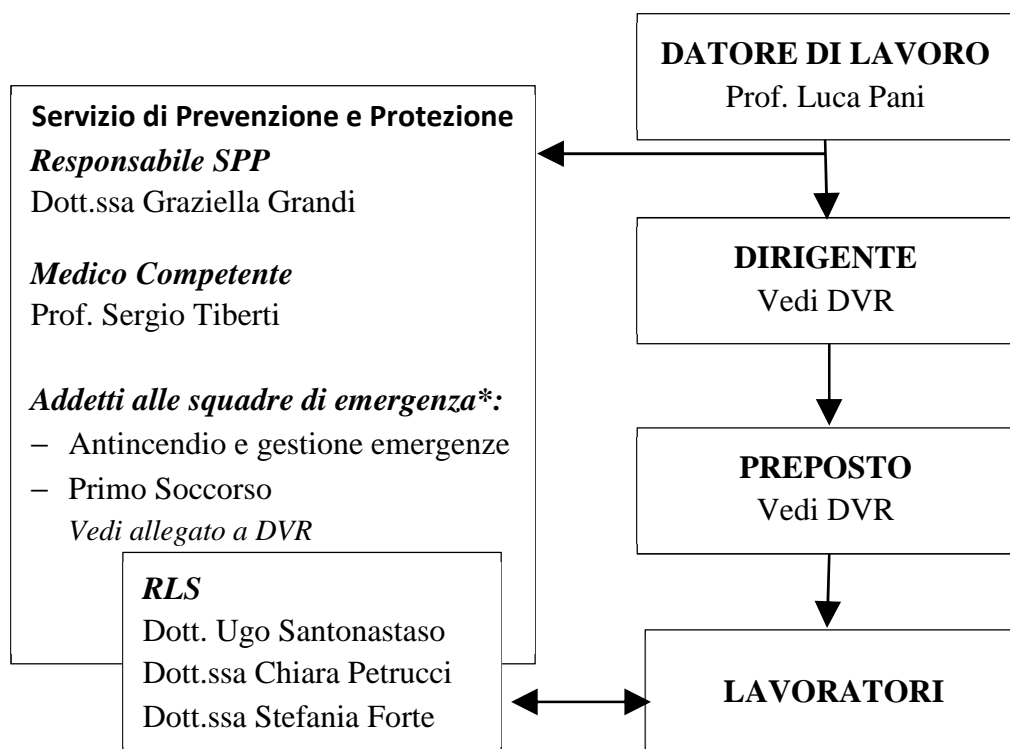 DATORE DI LAVORO
Prof. Luca Pani
Servizio di Prevenzione e Protezione
Responsabile SPP
Dott.ssa Graziella Grandi
Medico Competente
Prof. Sergio Tiberti
Addetti alle squadre di emergenza*:
– Antincendio e gestione emergenze
– Primo Soccorso
Vedi allegato a DVR
RLS
Dott. Ugo Santonastaso
Dott.ssa Chiara Petrucci
Dott.ssa Stefania Forte
DIRIGENTE
Vedi DVR
PREPOSTO
Vedi DVR
LAVORATORI